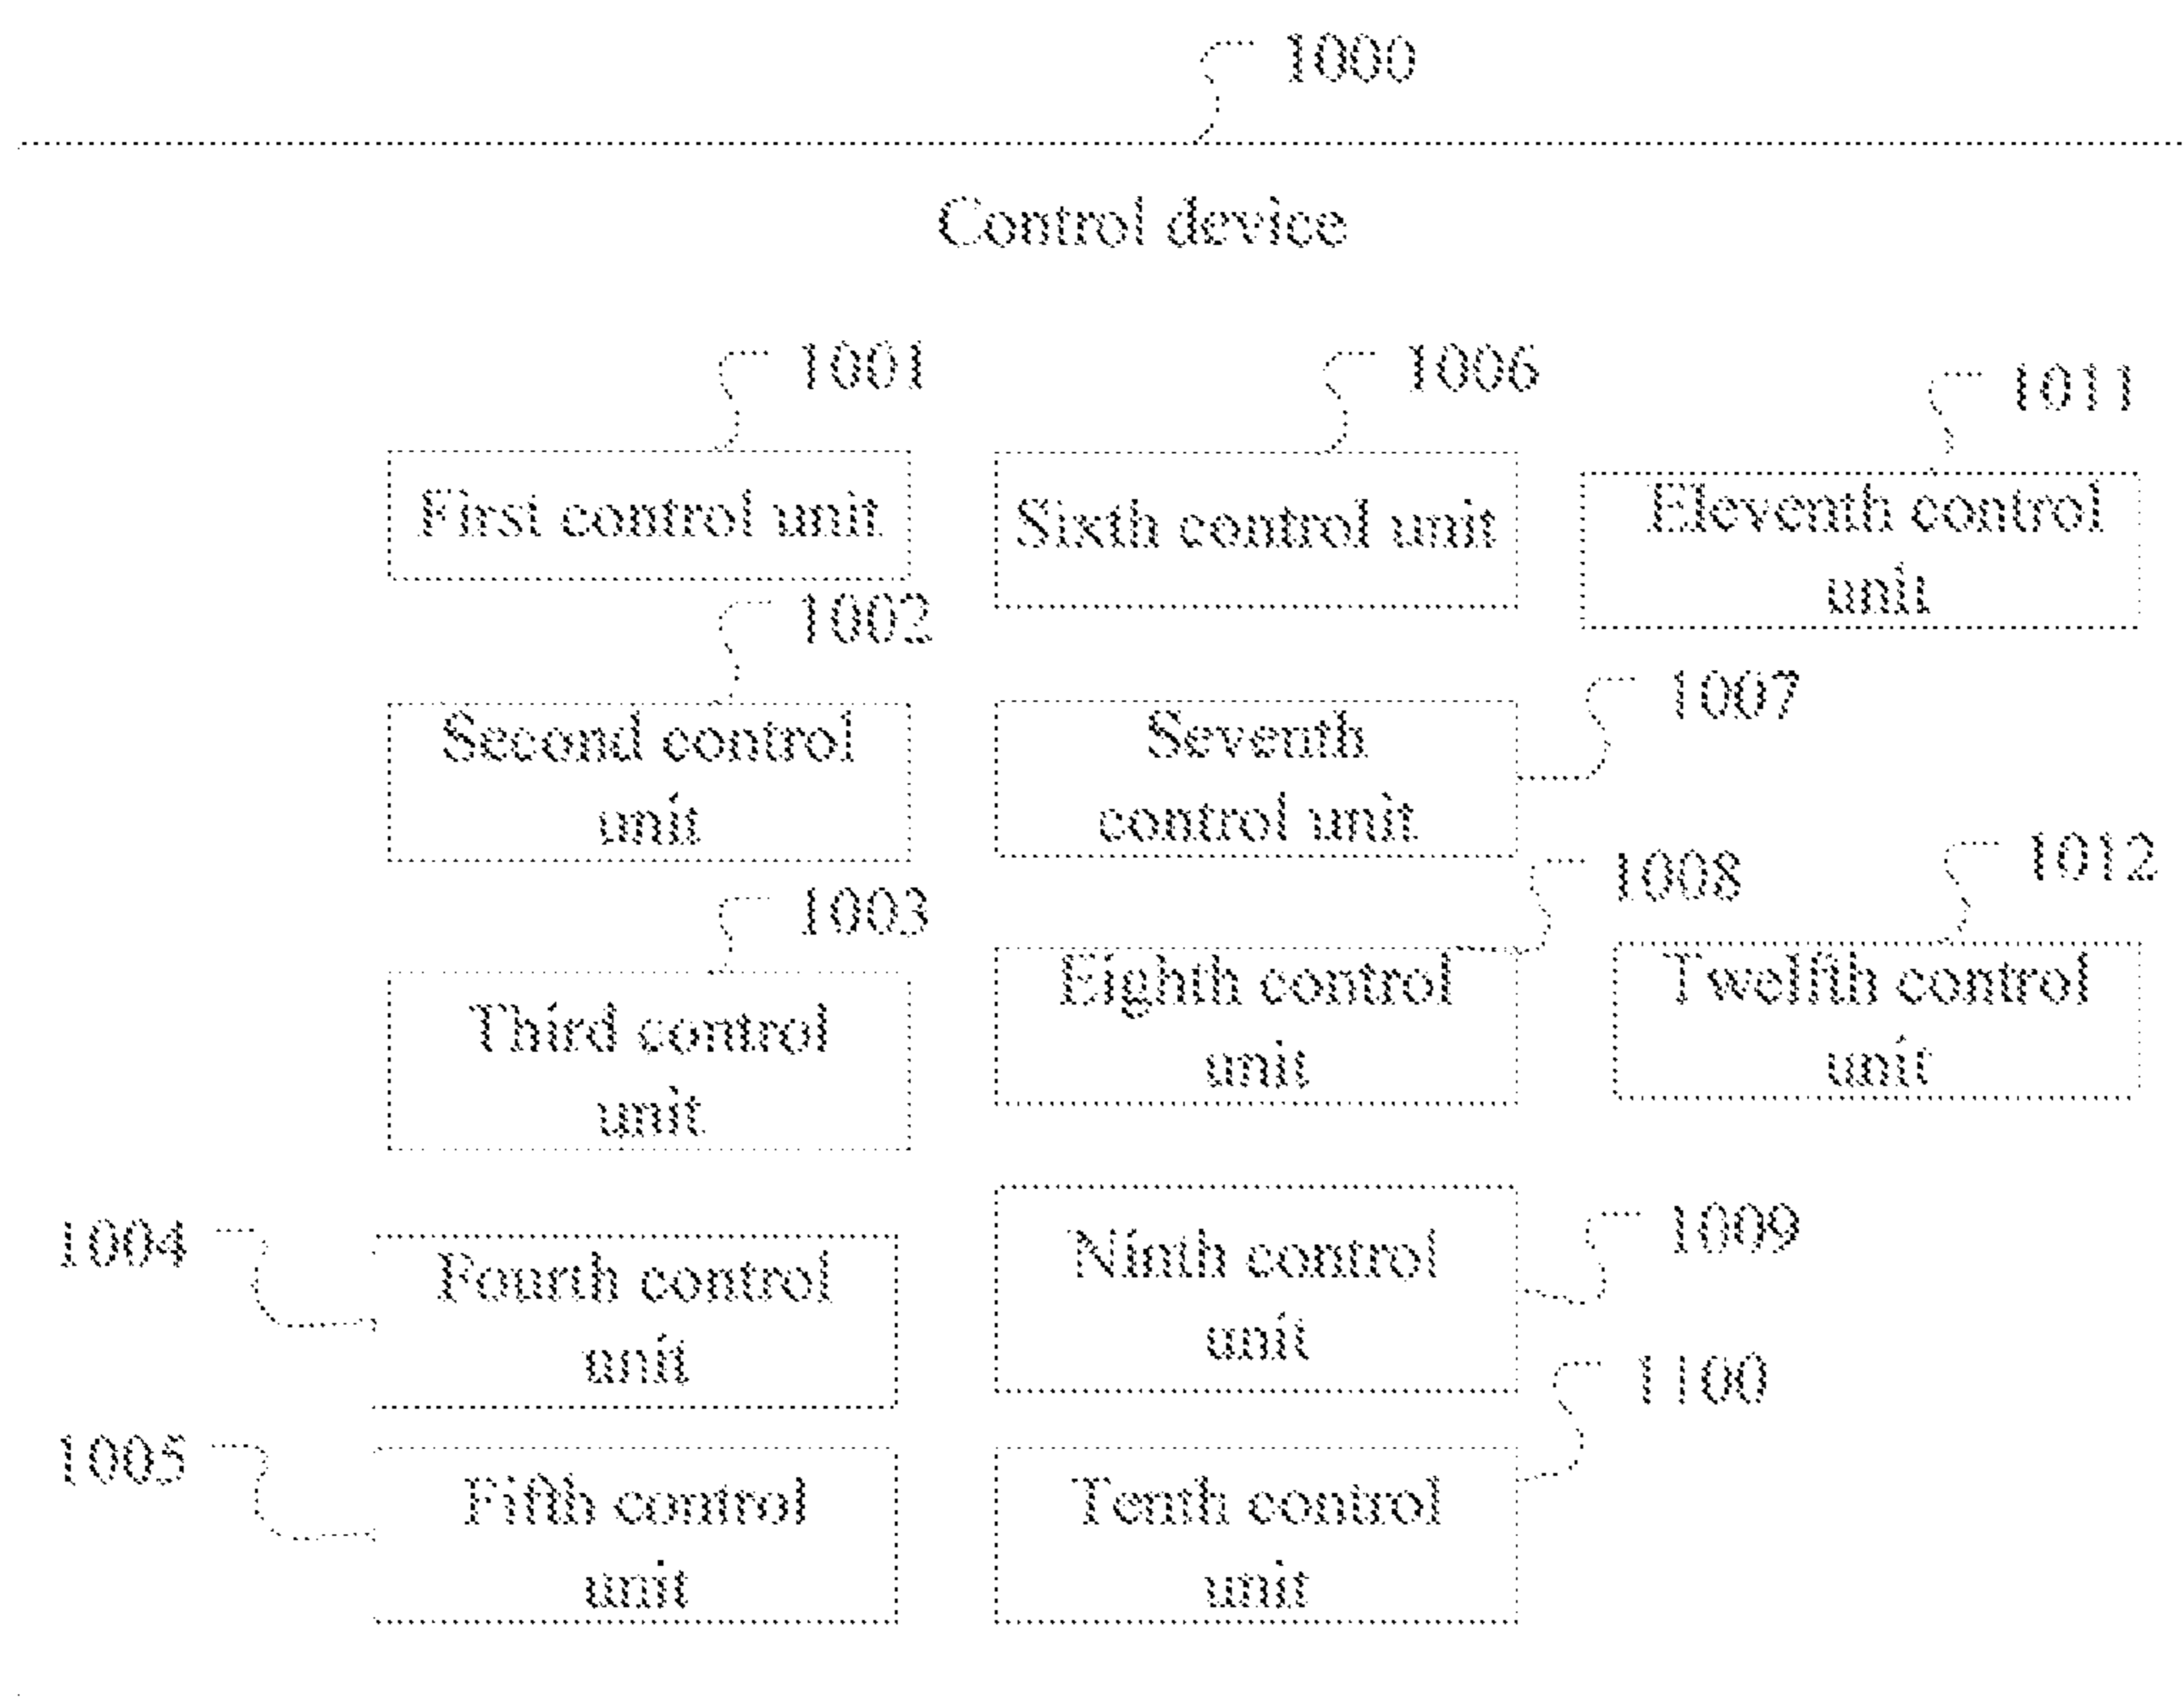 1000
Control device
1001
First control unit
1002
Second control
unit
1003
Third control
unit
1004
Fourth control
unit
1005
Fifth control
unit
1006
Sixth control unit
1007
Seventh
control unit
1008
Eighth control
unit
1009
Ninth control
unit
1100
Tenth control
unit
1011
Eleventh control
unit
1012
Twelfth control
unit